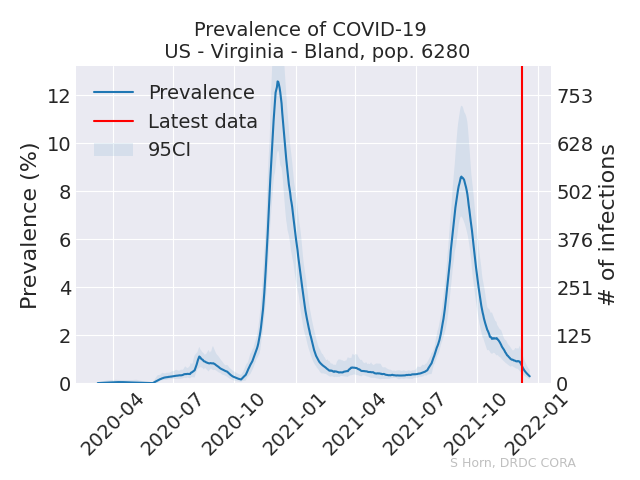 Prevalence of COVID-19
US - Virginia - Bland, pop. 6280
Prevalence
Latest data
95CI
Prevalence (%)
12
10
8
6
4
2
0
753
628
502
376
251
125
0
# of infections
2020-04
2020-07
2020-10
2021-01
2021-04
2021-07
2021-10
2022-01
S Horn, DRDC CORA